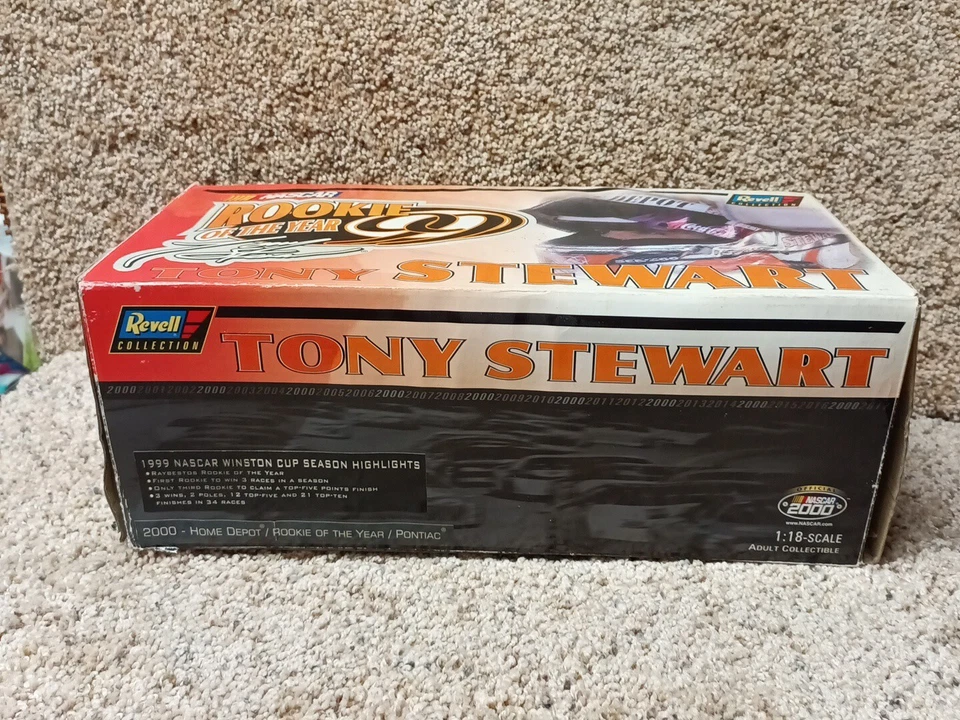 NASCAR
ROOKIE
OF THE YEAR
DEPOT
TONY STEWART
Revell
COLLECTION
Revell
COLLECTION
TONY STEWART
1999 NASCAR WINSTON CUP SEASON HIGHLIGHTS
• RAYBESTOS ROOKIE OF THE YEAR
• FIRST ROOKIE TO WIN 3 RACES IN A SEASON
• ONLY THIRD ROOKIE TO CLAIM A TOP-FIVE POINTS FINISH
• 3 WINS, 2 POLES, 12 TOP-FIVE AND 21 TOP-TEN
FINISHES IN 34 RACES
2000 - HOME DEPOT® / ROOKIE OF THE YEAR / PONTIAC®
OFFICIAL
NASCAR
2000
www.NASCAR.com
1:18-SCALE
ADULT COLLECTIBLE